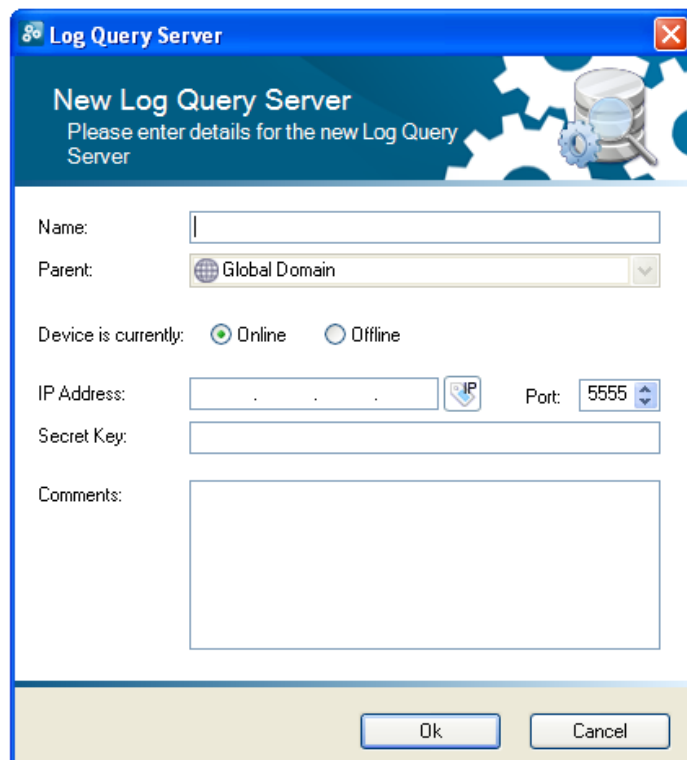 Log Query Server
New Log Query Server
Please enter details for the new Log Query
Server
Name:
Parent: Global Domain
Device is currently: Online Offline
IP Address: . . . IP Port: 5555
Secret Key:
Comments:
Ok Cancel